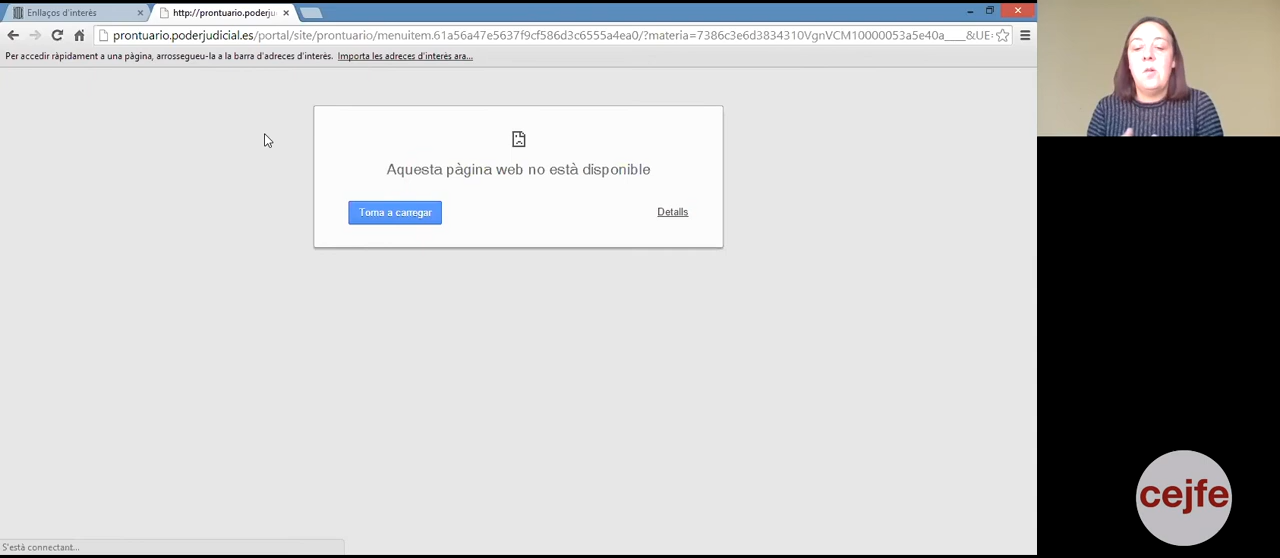 Enllaços d'interès
http://prontuario.poderju
prontuario.poderjudicial.es/portal/site/prontuario/menuitem.61a56a47e5637f9cf586d3c6555a4ea0/?materia=7386c3e6d3834310VgnVCM10000053a5e40a____&UE
Per accedir ràpidament a una pàgina, arrossegueu-la a la barra d'adreces d'interès. Importa les adreces d'interès ara...
Aquesta pàgina web no està disponible
Torna a carregar
Detalls
S'està connectant...
cejfe